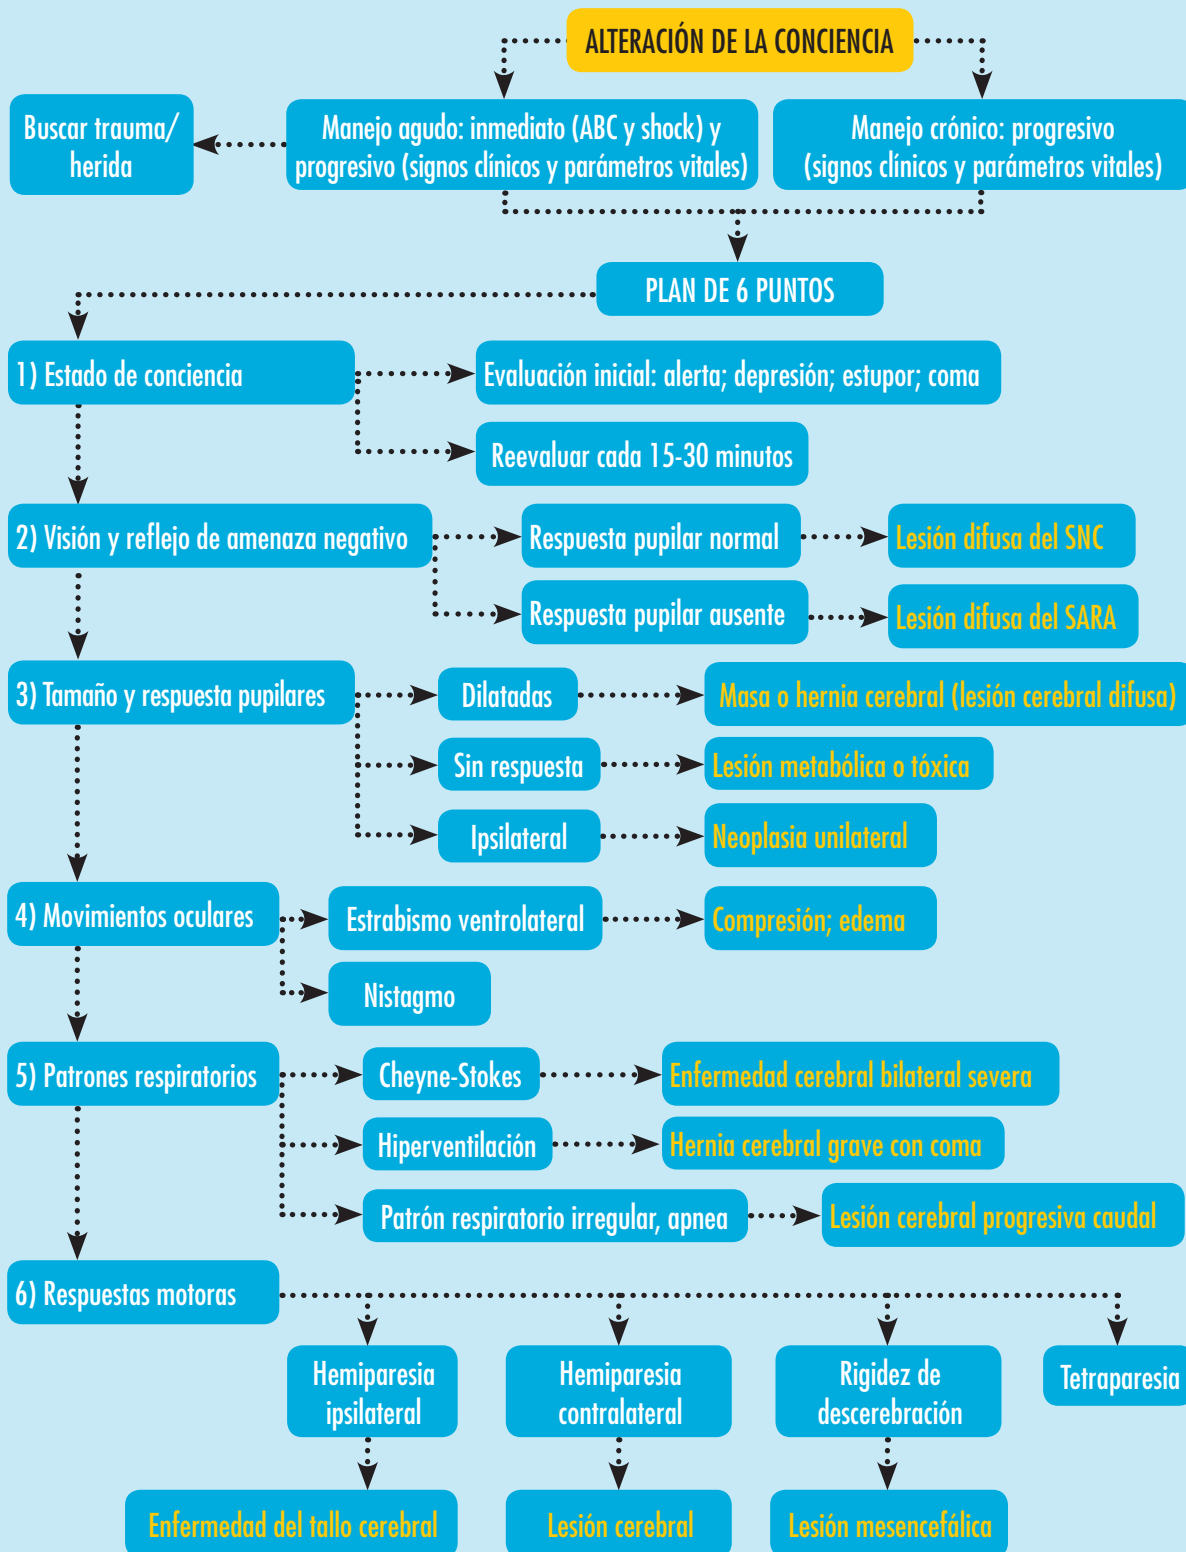 ALTERACIÓN DE LA CONCIENCIA
Buscar trauma/
herida
Manejo agudo: inmediato (ABC y shock) y
progresivo (signos clínicos y parámetros vitales)
Manejo crónico: progresivo
(signos clínicos y parámetros vitales)
PLAN DE 6 PUNTOS
1) Estado de conciencia
Evaluación inicial: alerta; depresión; estupor; coma
Reevaluar cada 15-30 minutos
2) Visión y reflejo de amenaza negativo
Respuesta pupilar normal
Lesión difusa del SNC
Respuesta pupilar ausente
Lesión difusa del SARA
3) Tamaño y respuesta pupilares
Dilatadas
Masa o hernia cerebral (lesión cerebral difusa)
Sin respuesta
Lesión metabólica o tóxica
Ipsilateral
Neoplasia unilateral
4) Movimientos oculares
Estrabismo ventrolateral
Compresión; edema
Nistagmo
5) Patrones respiratorios
Cheyne-Stokes
Enfermedad cerebral bilateral severa
Hiperventilación
Hernia cerebral grave con coma
Patrón respiratorio irregular, apnea
Lesión cerebral progresiva caudal
6) Respuestas motoras
Hemiparesia
ipsilateral
Hemiparesia
contralateral
Rigidez de
descerebración
Tetraparesia
Enfermedad del tallo cerebral
Lesión cerebral
Lesión mesencefálica